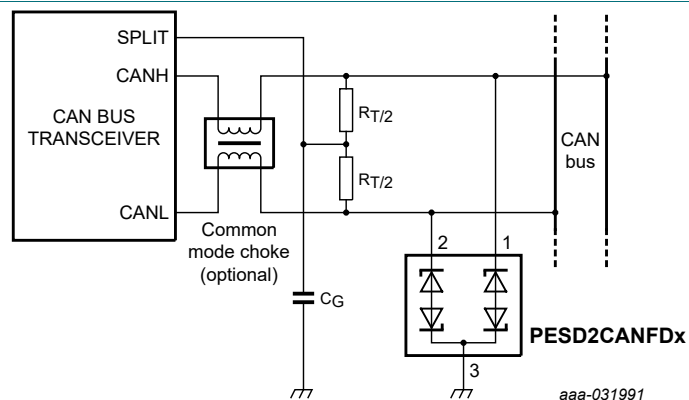 SPLIT
CANH
CAN BUS
TRANSCEIVER
CANL
RT/2
RT/2
CAN
bus
Common
mode choke
(optional)
CG
2
1
PESD2CANFDx
3
aaa-031991